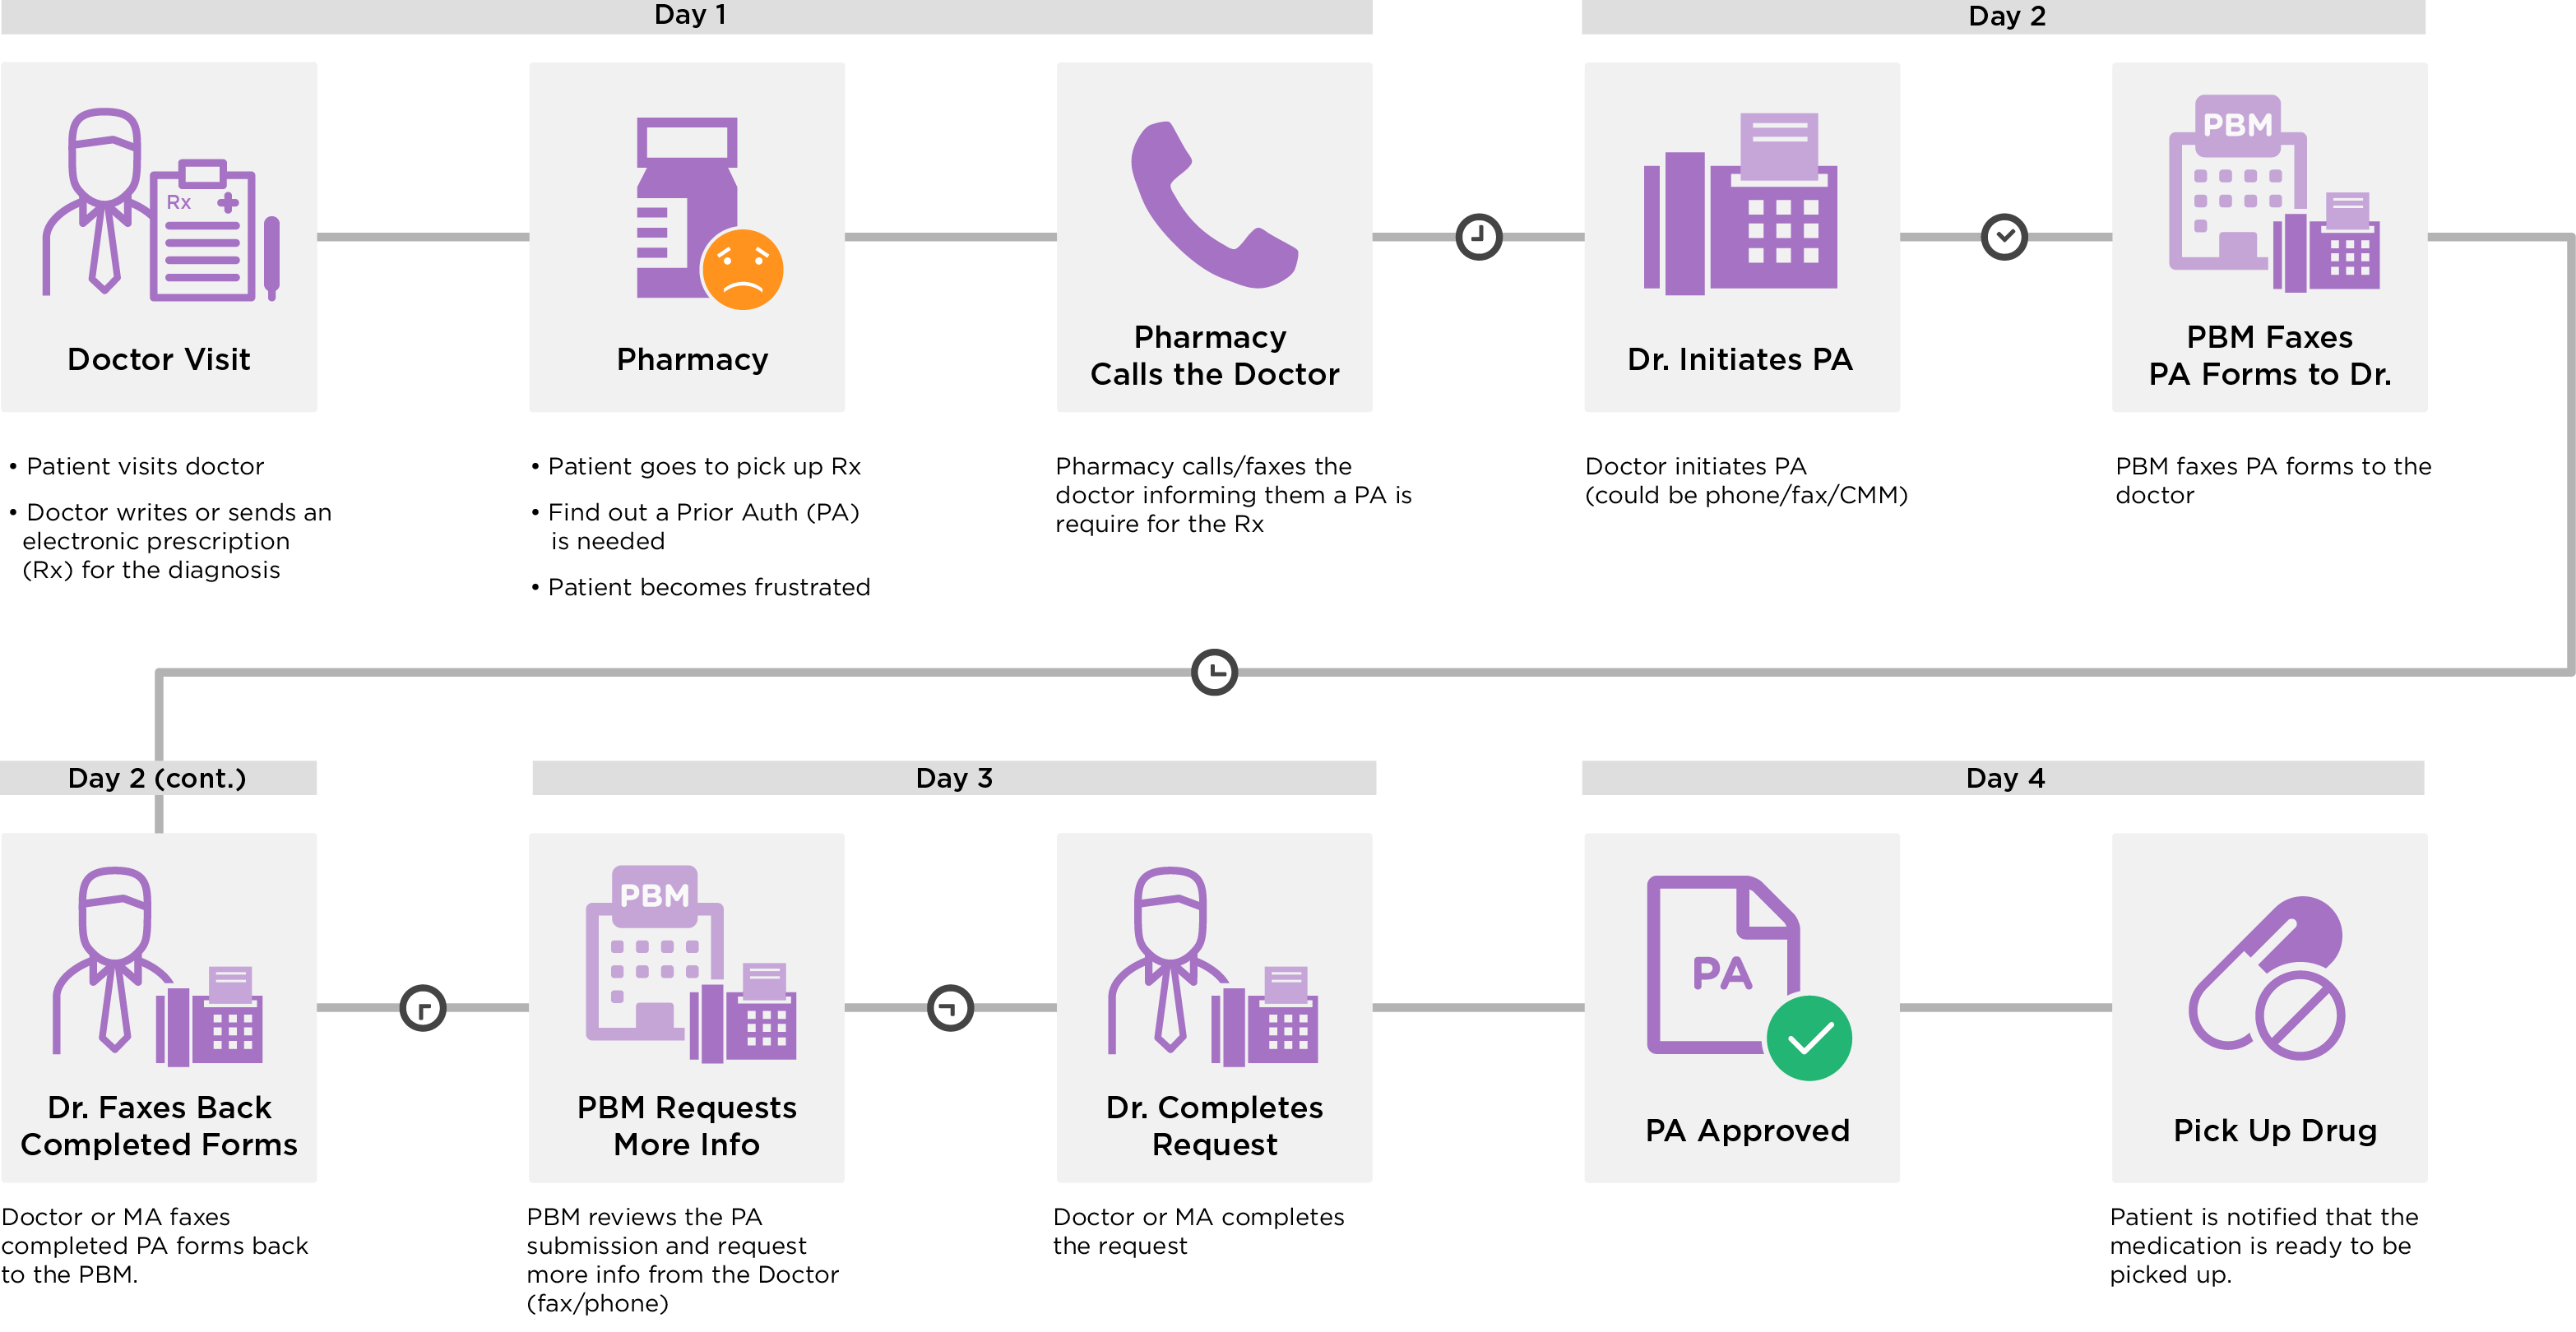 Day 1
Day 2
Rx
PBM
Doctor Visit
Pharmacy
Pharmacy
Calls the Doctor
Dr. Initiates PA
PBM Faxes
PA Forms to Dr.
• Patient visits doctor
• Doctor writes or sends an
electronic prescription
(Rx) for the diagnosis
• Patient goes to pick up Rx
• Find out a Prior Auth (PA)
is needed
• Patient becomes frustrated
Pharmacy calls/faxes the
doctor informing them a PA is
require for the Rx
Doctor initiates PA
(could be phone/fax/CMM)
PBM faxes PA forms to the
doctor
Day 2 (cont.)
Day 3
Day 4
PBM
PA
Dr. Faxes Back
Completed Forms
PBM Requests
More Info
Dr. Completes
Request
PA Approved
Pick Up Drug
Doctor or MA faxes
completed PA forms back
to the PBM.
PBM reviews the PA
submission and request
more info from the Doctor
(fax/phone)
Doctor or MA completes
the request
Patient is notified that the
medication is ready to be
picked up.